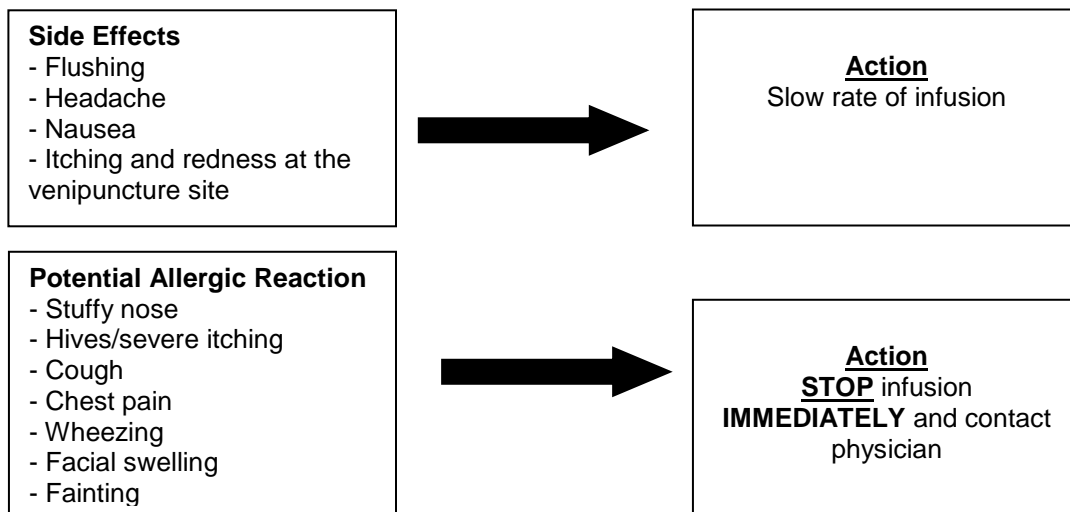 Side Effects
- Flushing
- Headache
- Nausea
- Itching and redness at the
venipuncture site
Action
Slow rate of infusion
Potential Allergic Reaction
- Stuffy nose
- Hives/severe itching
- Cough
- Chest pain
- Wheezing
- Facial swelling
- Fainting
Action
STOP infusion
IMMEDIATELY and contact
physician